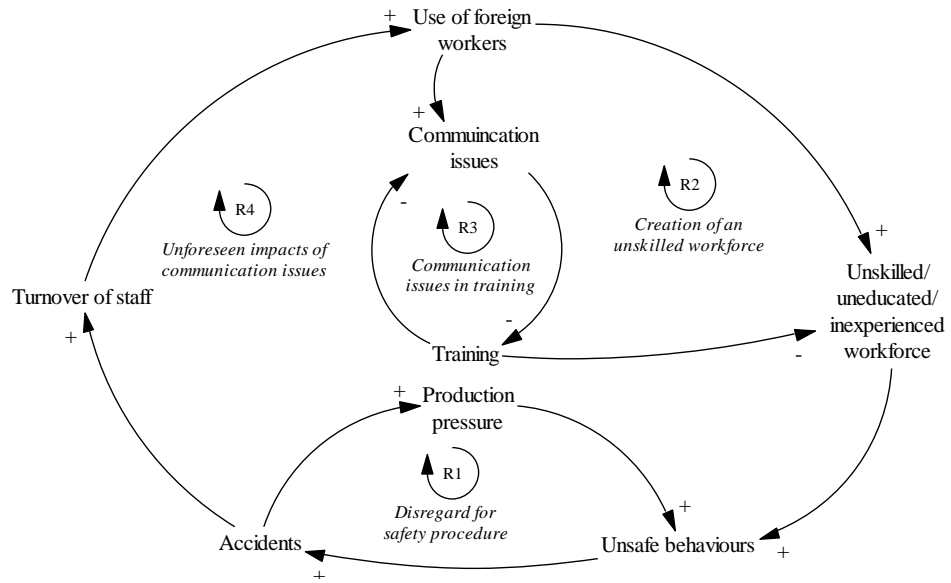 +
Use of foreign
workers
+
Commuincation
issues
-
R4
Unforeseen impacts of
communication issues
R3
Communication
issues in training
R2
Creation of an
unskilled workforce
+
Unskilled/
uneducated/
inexperienced
workforce
Turnover of staff
+
-
Training
-
+
Production
pressure
R1
Disregard for
safety procedure
+
Accidents
+
Unsafe behaviours
+